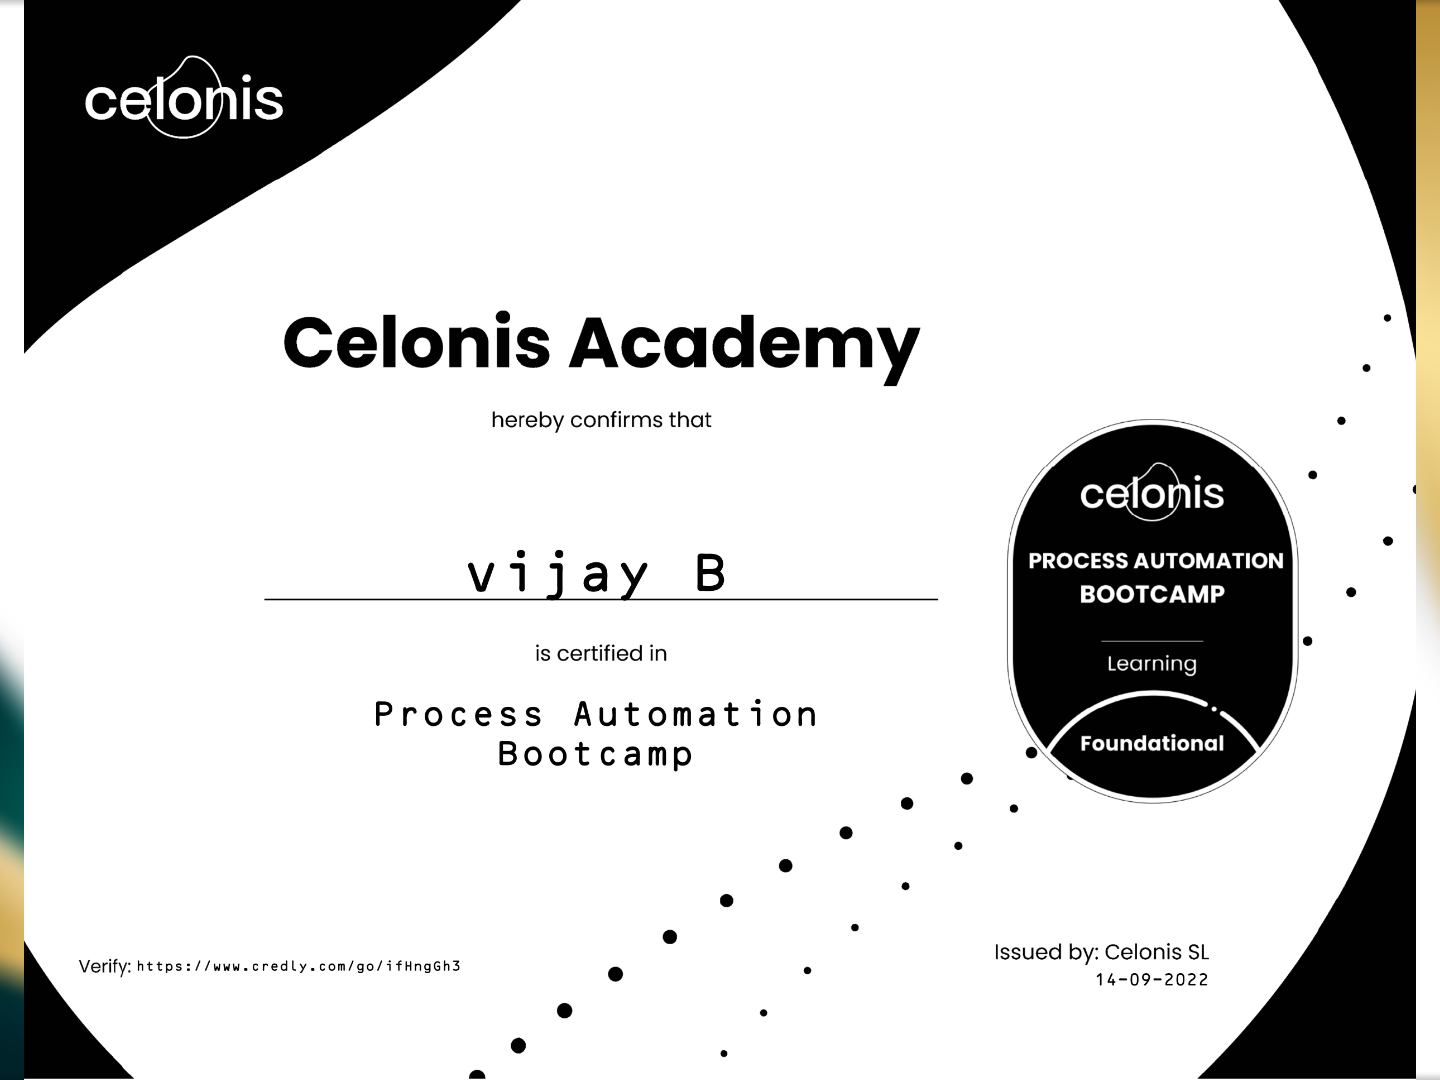 celonis
Celonis Academy
hereby confirms that
vijay B
is certified in
Process Automation
Bootcamp
celonis
PROCESS AUTOMATION
BOOTCAMP
Learning
Foundational
Verify: https://www.credly.com/go/ifHngGh3
Issued by: Celonis SL
14-09-2022